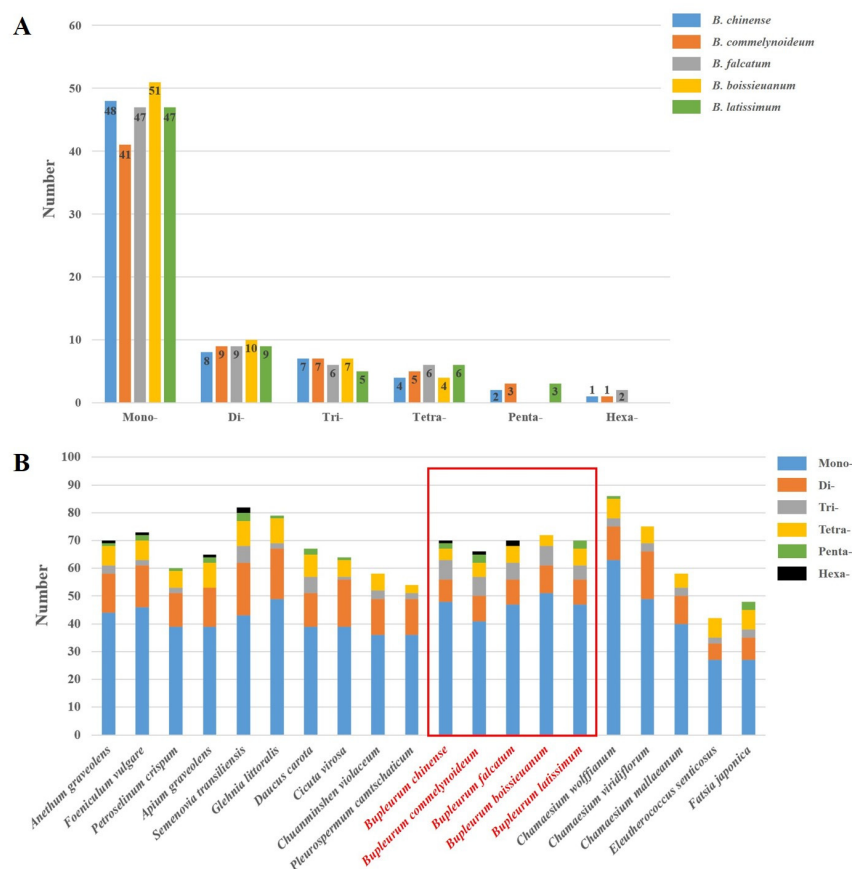 A
60
50
40
30
20
10
0
Number
48
41
47
51
47
8
9
9
10
9
7
7
6
7
5
4
5
6
4
6
2
3
3
1
1
2
Mono-
Di-
Tri-
Tetra-
Penta-
Hexa-
B. chinense
B. commelynoideum
B. falcatum
B. boissieuanum
B. latissimum
B
100
90
80
70
60
50
40
30
20
10
0
Number
Mono-
Di-
Tri-
Tetra-
Penta-
Hexa-
Anethum graveolens
Foeniculum vulgare
Petroselinum crispum
Apium graveolens
Semenovia transiliensis
Glehnia littoralis
Daucus carota
Cicuta virosa
Chuanminshen violaceum
Pleurospermum camtschaticum
Bupleurum chinense
Bupleurum commelynoideum
Bupleurum falcatum
Bupleurum boissieuanum
Bupleurum latissimum
Chamaesium wolffianum
Chamaesium viridiflorum
Chamaesium mallaeanum
Eleutherococcus senticosus
Fatsia japonica